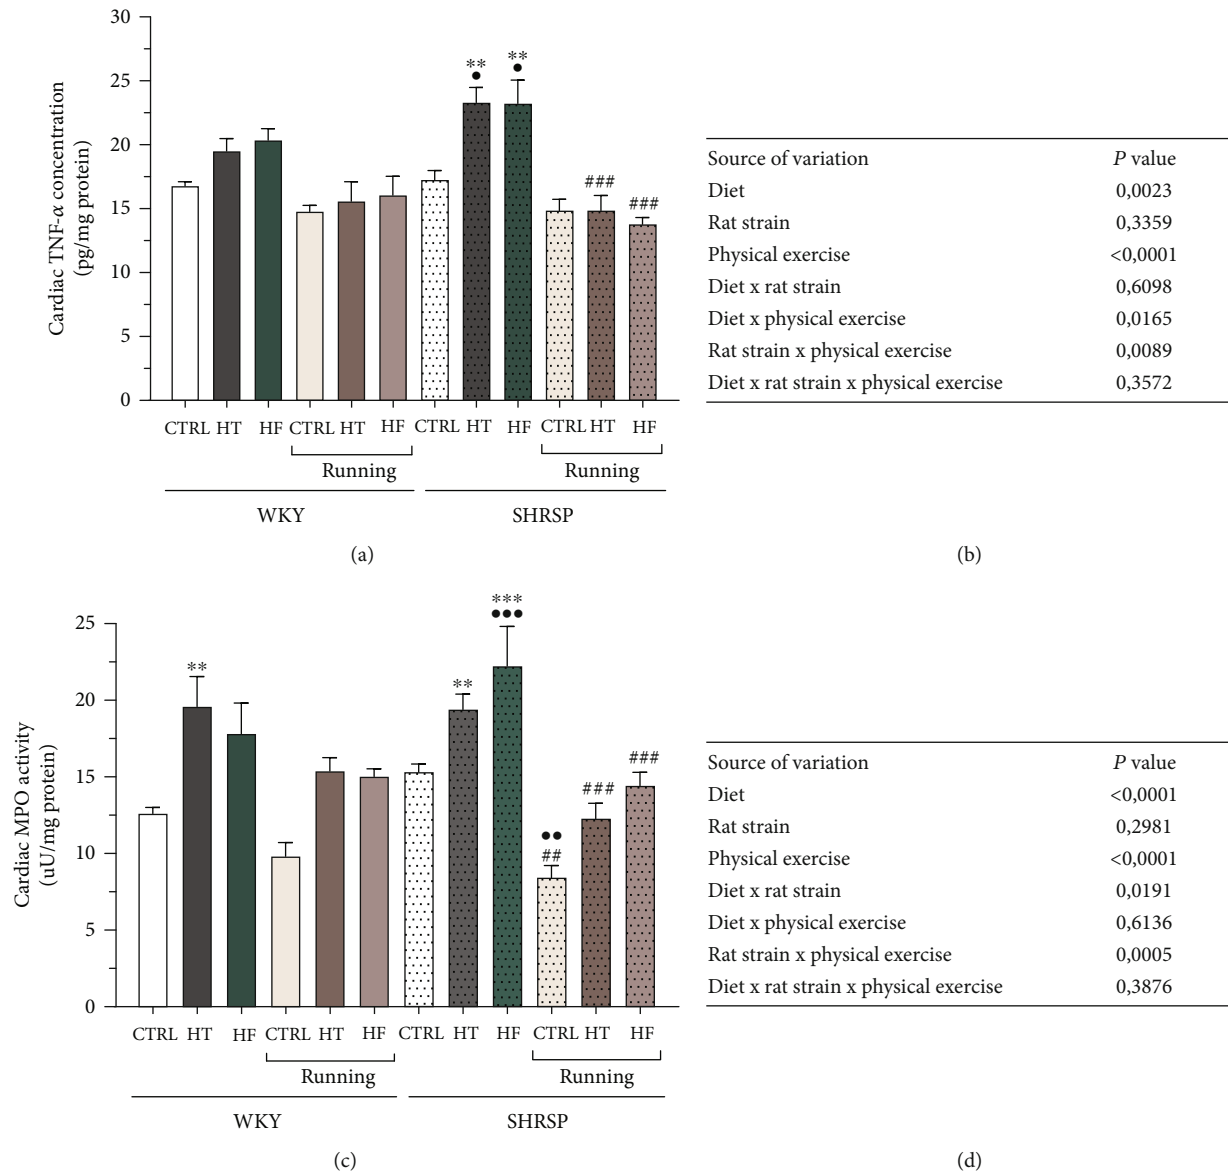 30
25
20
15
10
5
0
Cardiac TNF-α concentration
(pg/mg protein)
**
●
**
●
###
###
CTRL HT HF CTRL HT HF CTRL HT HF CTRL HT HF
Running Running
WKY SHRSP
(a)
Source of variation P value
Diet 0,0023
Rat strain 0,3359
Physical exercise <0,0001
Diet x rat strain 0,6098
Diet x physical exercise 0,0165
Rat strain x physical exercise 0,0089
Diet x rat strain x physical exercise 0,3572
(b)
25
20
15
10
5
0
Cardiac MPO activity
(uU/mg protein)
**
**
***
●●●
●●
##
###
###
CTRL HT HF CTRL HT HF CTRL HT HF CTRL HT HF
Running Running
WKY SHRSP
(c)
Source of variation P value
Diet <0,0001
Rat strain 0,2981
Physical exercise <0,0001
Diet x rat strain 0,0191
Diet x physical exercise 0,6136
Rat strain x physical exercise 0,0005
Diet x rat strain x physical exercise 0,3876
(d)